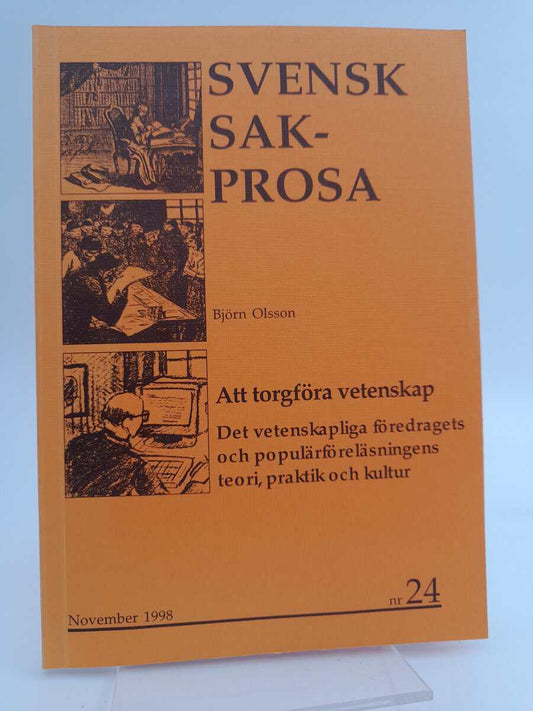 SVENSK
SAK-
PROSA
Björn Olsson
Att torgföra vetenskap
Det vetenskapliga föredragets
och populärföreläsningens
teori, praktik och kultur
nr 24
November 1998